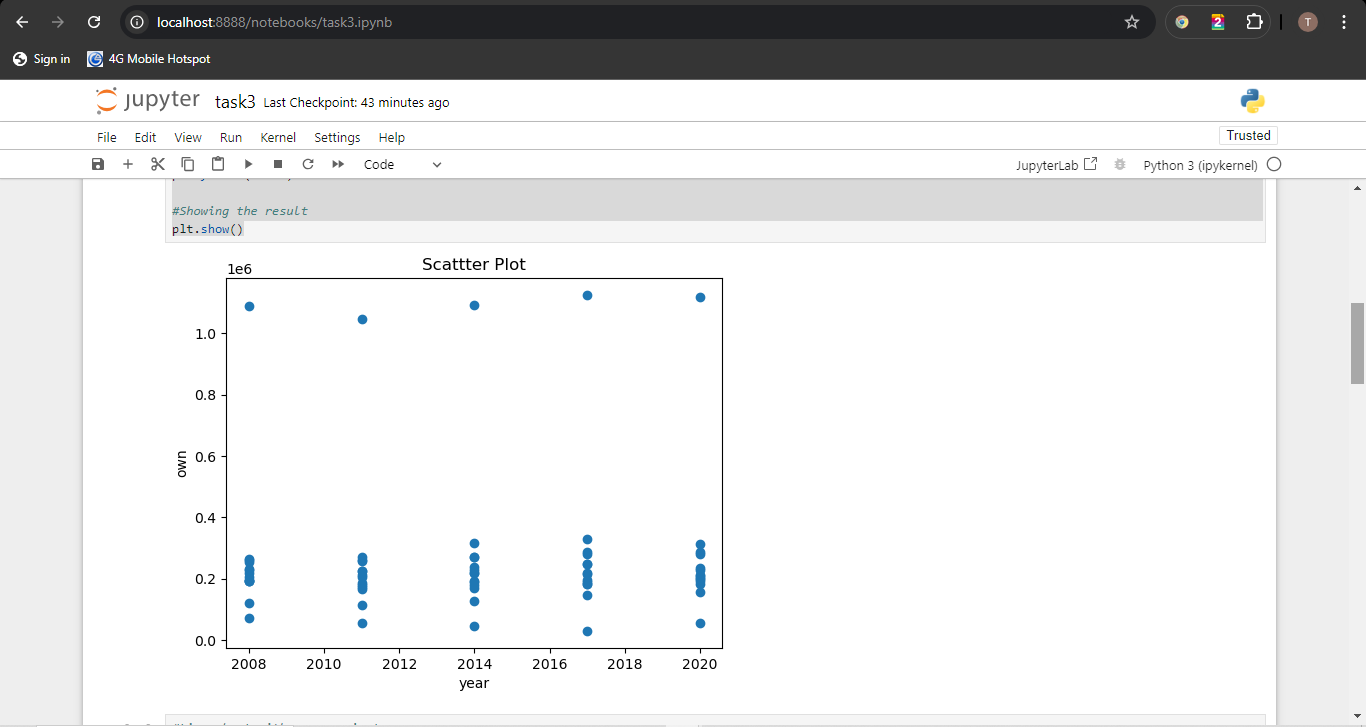 localhost:8888/notebooks/task3.ipynb
2
T
Sign in
4G Mobile Hotspot
jupyter task3 Last Checkpoint: 43 minutes ago
File Edit View Run Kernel Settings Help
Trusted
Code
JupyterLab
Python 3 (ipykernel)
#Showing the result
plt.show()
Scattter Plot
1e6
1.0
0.8
0.6
0.4
0.2
0.0
own
2008 2010 2012 2014 2016 2018 2020
year